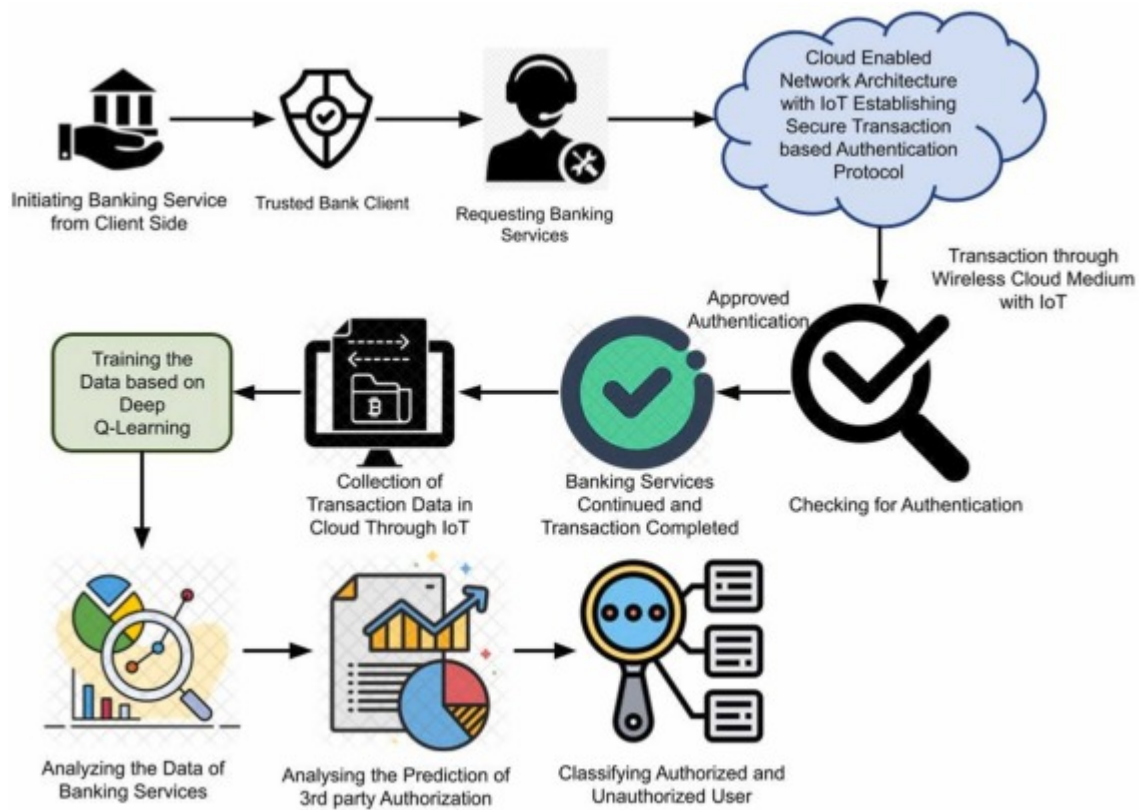 Initiating Banking Service
from Client Side
Trusted Bank Client
Requesting Banking
Services
Cloud Enabled
Network Architecture
with IoT Establishing
Secure Transaction
based Authentication
Protocol
Transaction through
Wireless Cloud Medium
with IoT
Checking for Authentication
Approved
Authentication
Banking Services
Continued and
Transaction Completed
Collection of
Transaction Data in
Cloud Through IoT
Training the
Data based on
Deep
Q-Learning
Analyzing the Data of
Banking Services
Analysing the Prediction of
3rd party Authorization
Classifying Authorized and
Unauthorized User